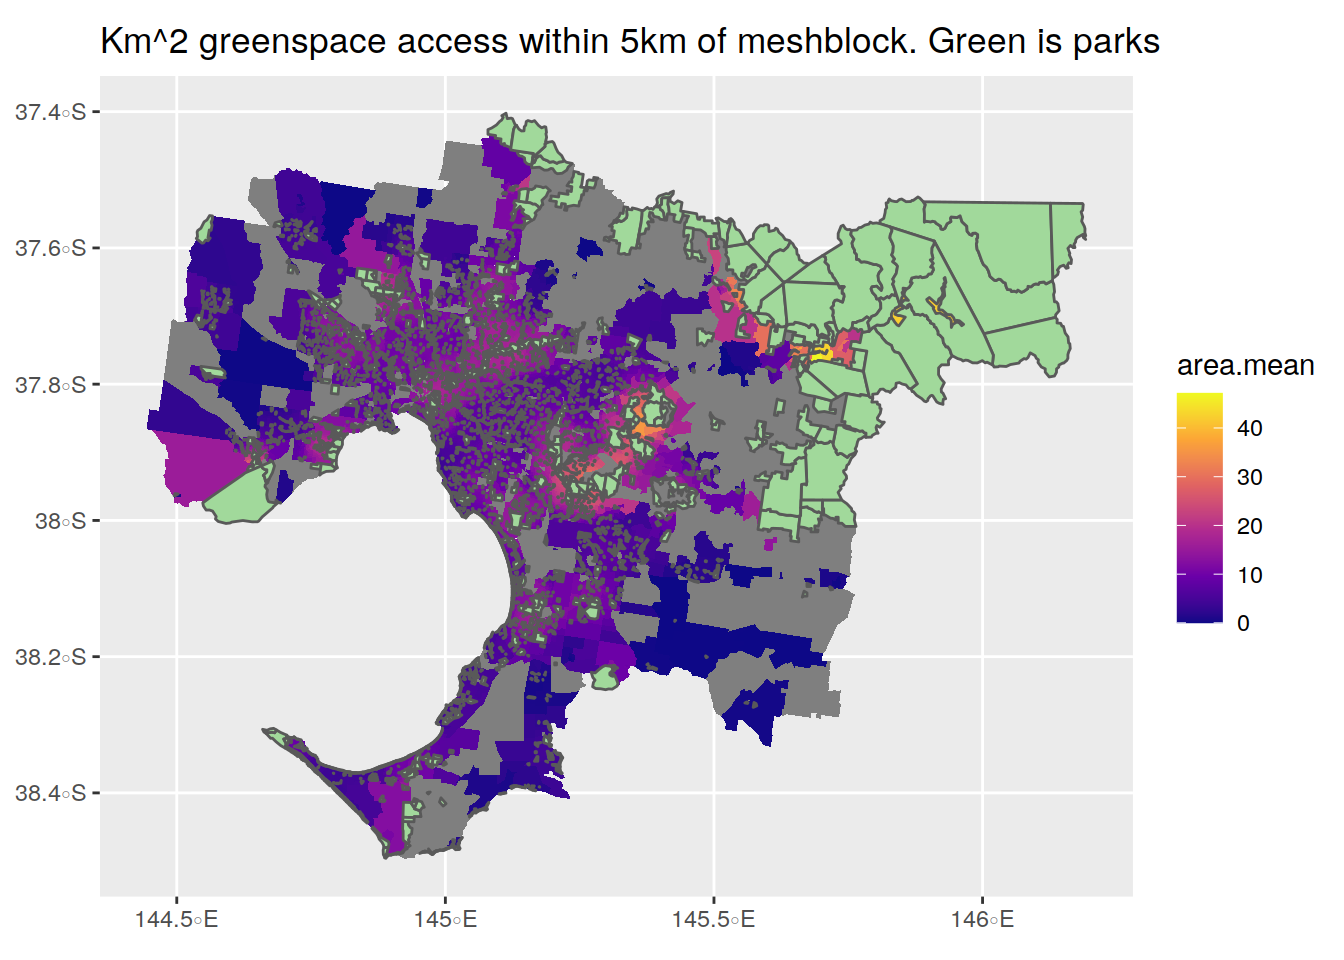 Km^2 greenspace access within 5km of meshblock. Green is parks
37.4°S
37.6°S
37.8°S
38°S
38.2°S
38.4°S
144.5°E
145°E
145.5°E
146°E
area.mean
40
30
20
10
0